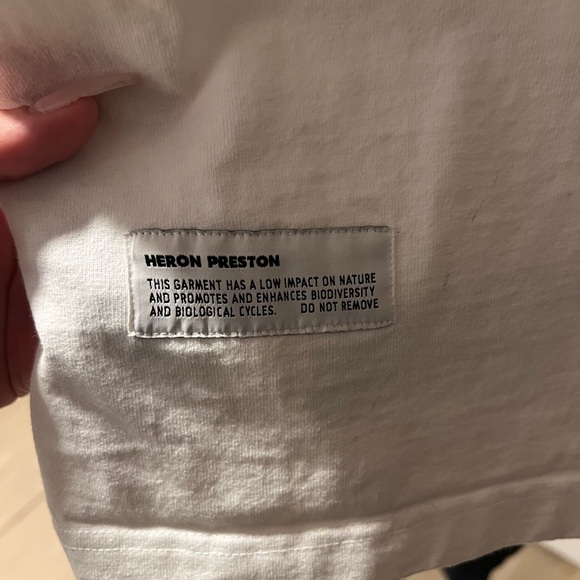 HERON PRESTON
THIS GARMENT HAS A LOW IMPACT ON NATURE
AND PROMOTES AND ENHANCES BIODIVERSITY
AND BIOLOGICAL CYCLES. DO NOT REMOVE